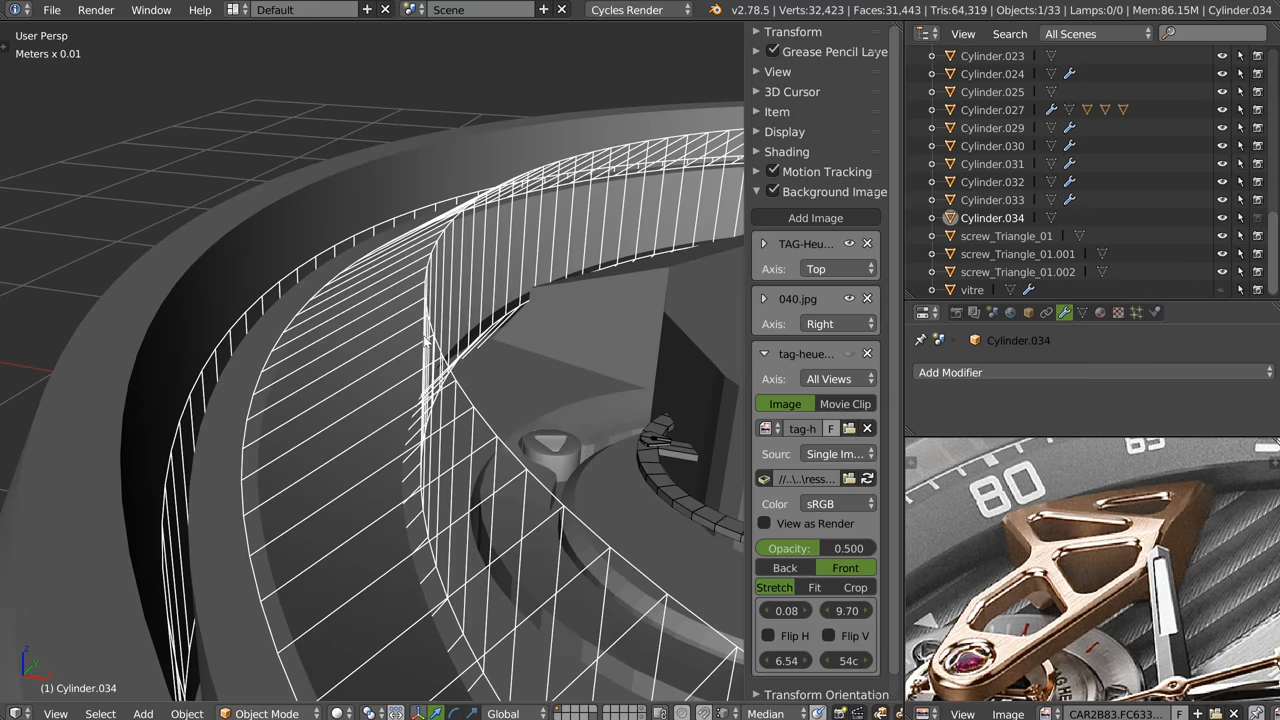 File
Render
Window
Help
Default
Scene
Cycles Render
v2.78.5 | Verts:32,423 | Faces:31,443 | Tris:64,319 | Objects:1/33 | Lamps:0/0 | Mem:86.15M | Cylinder.034
User Persp
Meters x 0.01
(1) Cylinder.034
View
Select
Add
Object
Object Mode
Global
Median
Transform
Grease Pencil Laye
View
3D Cursor
Item
Display
Shading
Motion Tracking
Background Image
Add Image
TAG-Heu...
Axis:
Top
040.jpg
Axis:
Right
tag-heue...
Axis:
All Views
Image
Movie Clip
tag-h
F
Sourc
Single Im...
//..\..\ress...
Color
sRGB
View as Render
Opacity:
0.500
Back
Front
Stretch
Fit
Crop
0.08
9.70
Flip H
Flip V
6.54
54c
Transform Orientation
View
Search
All Scenes
Cylinder.023
Cylinder.024
Cylinder.025
Cylinder.027
Cylinder.029
Cylinder.030
Cylinder.031
Cylinder.032
Cylinder.033
Cylinder.034
screw_Triangle_01
screw_Triangle_01.001
screw_Triangle_01.002
vitre
Cylinder.034
Add Modifier
80
View
Image
CAR2B83.FC633...
F